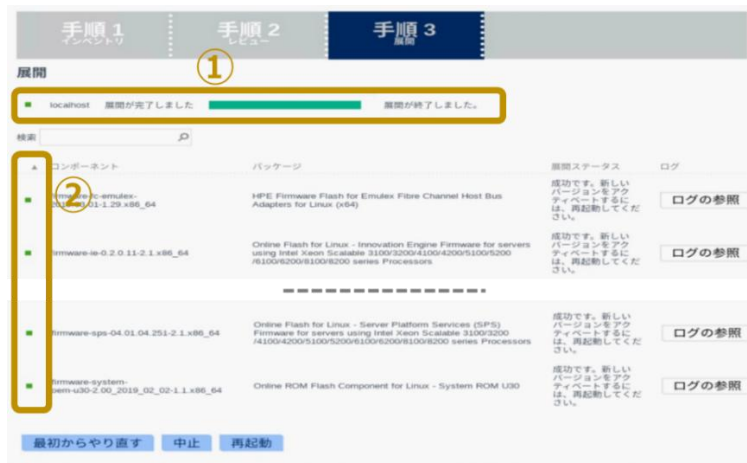 手順 1
インベントリ
手順 2
レビュー
手順 3
展開
①
展開
localhost 展開が完了しました 展開が終了しました。
検索
②
コンポーネント パッケージ 展開ステータス ログ
HPE Firmware Flash for Emulex Fibre Channel Host Bus
Adapters for Linux (x64)
成功です。新しい
バージョンをアク
ティベートするに
は、再起動してくだ
さい。
ログの参照
firmware-ie-0.2.0.11-2.1.x86_64
Online Flash for Linux - Innovation Engine Firmware for servers
using Intel Xeon Scalable 3100/3200/4100/4200/5100/5200
/6100/6200/8100/8200 series Processors
成功です。新しい
バージョンをアク
ティベートするに
は、再起動してくだ
さい。
ログの参照
firmware-sps-04.01.04.251-2.1.x86_64
Online Flash for Linux - Server Platform Services (SPS)
Firmware for servers using Intel Xeon Scalable 3100/3200
/4100/4200/5100/5200/6100/6200/8100/8200 series Processors
成功です。新しい
バージョンをアク
ティベートするに
は、再起動してくだ
さい。
ログの参照
firmware-system-
oem-u30-2.00_2019_02_02-1.1.x86_64
Online ROM Flash Component for Linux - System ROM U30
成功です。新しい
バージョンをアク
ティベートするに
は、再起動してくだ
さい。
ログの参照
最初からやり直す 中止 再起動